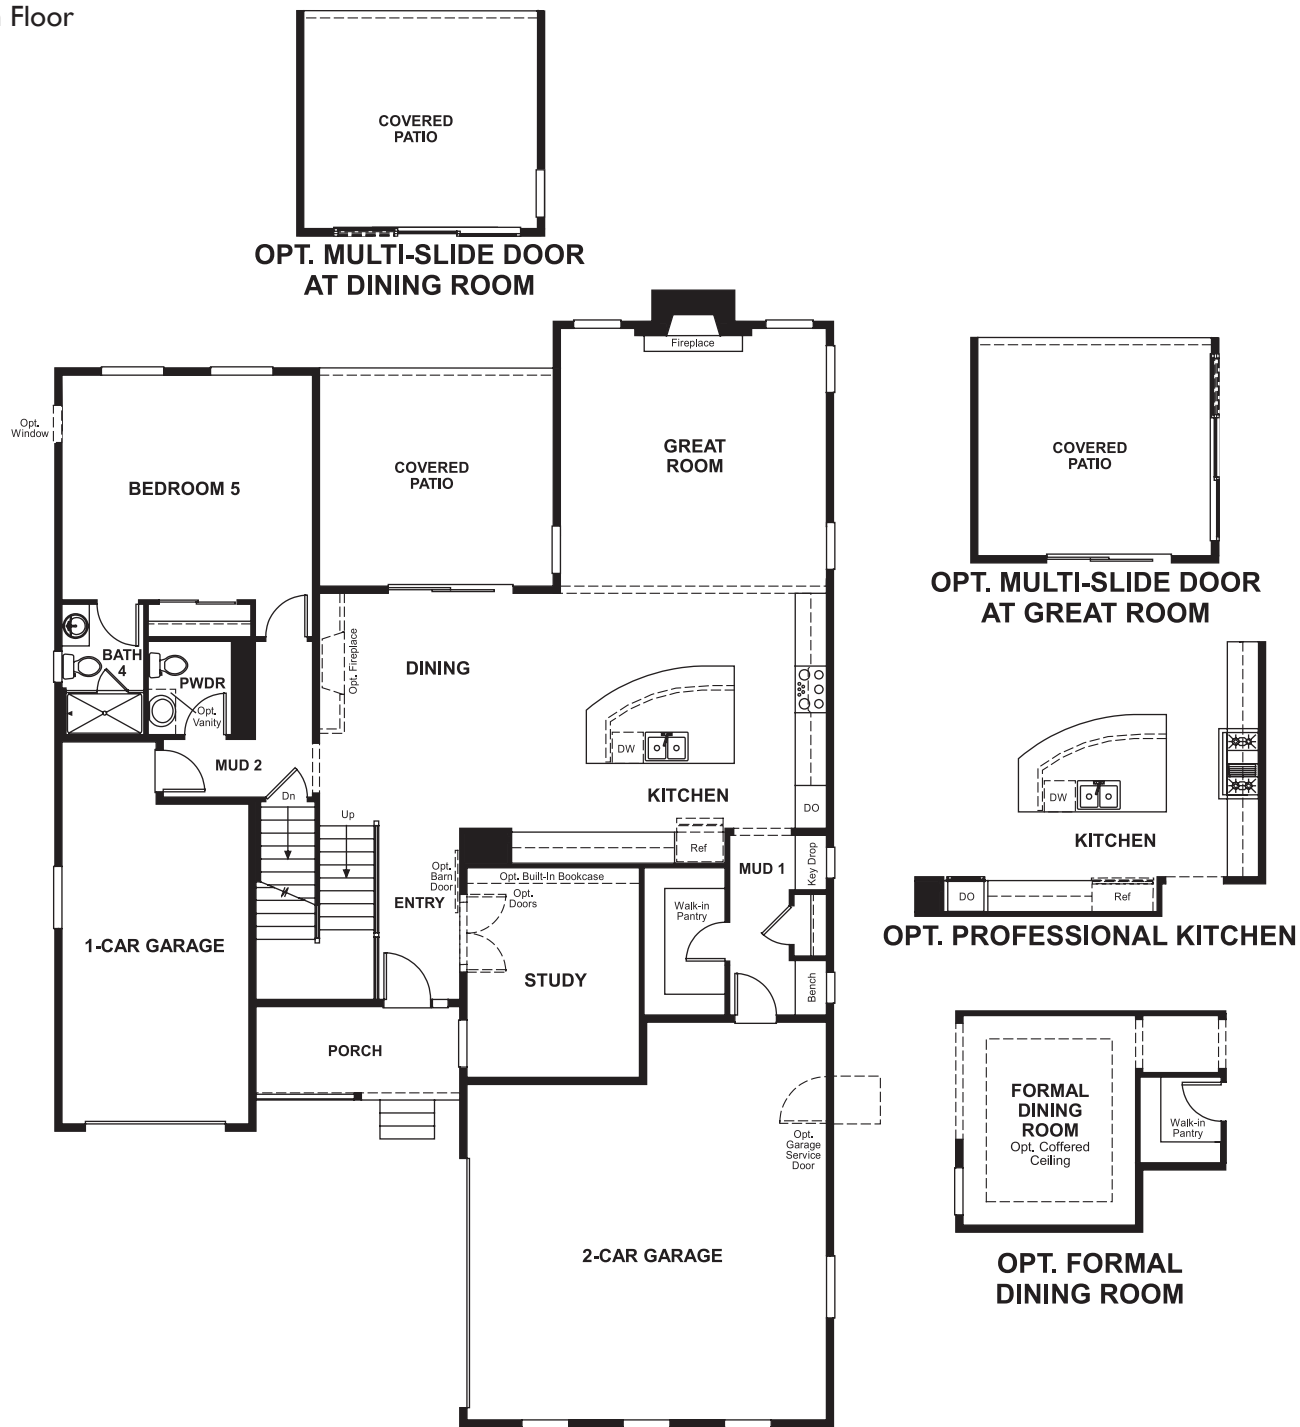 Floor
COVERED
PATIO
OPT. MULTI-SLIDE DOOR
AT DINING ROOM
Fireplace
Opt.
Window
BEDROOM 5
COVERED
PATIO
GREAT
ROOM
COVERED
PATIO
OPT. MULTI-SLIDE DOOR
AT GREAT ROOM
BATH
4
PWDR
Opt.
Vanity
Opt. Fireplace
DINING
DW
MUD 2
KITCHEN
DO
Dn
Up
Ref
MUD 1
Key Drop
DW
KITCHEN
DO
Ref
OPT. PROFESSIONAL KITCHEN
Opt.
Barn
Door
Opt. Built-In Bookcase
Opt.
Doors
ENTRY
Walk-in
Pantry
1-CAR GARAGE
STUDY
Bench
PORCH
FORMAL
DINING
ROOM
Opt. Coffered
Ceiling
Walk-in
Pantry
Opt.
Garage
Service
Door
2-CAR GARAGE
OPT. FORMAL
DINING ROOM